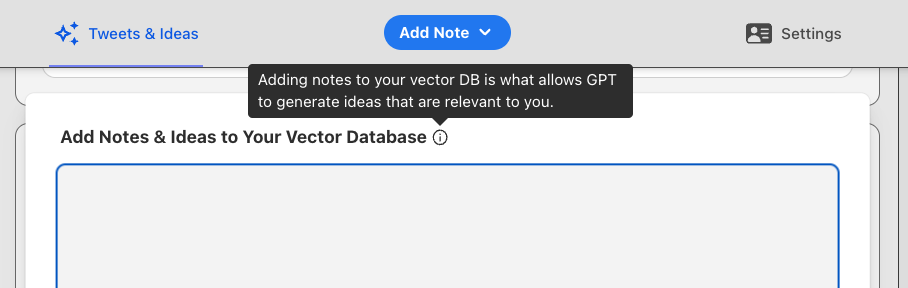 Tweets & Ideas
Add Note
Settings
Adding notes to your vector DB is what allows GPT
to generate ideas that are relevant to you.
Add Notes & Ideas to Your Vector Database